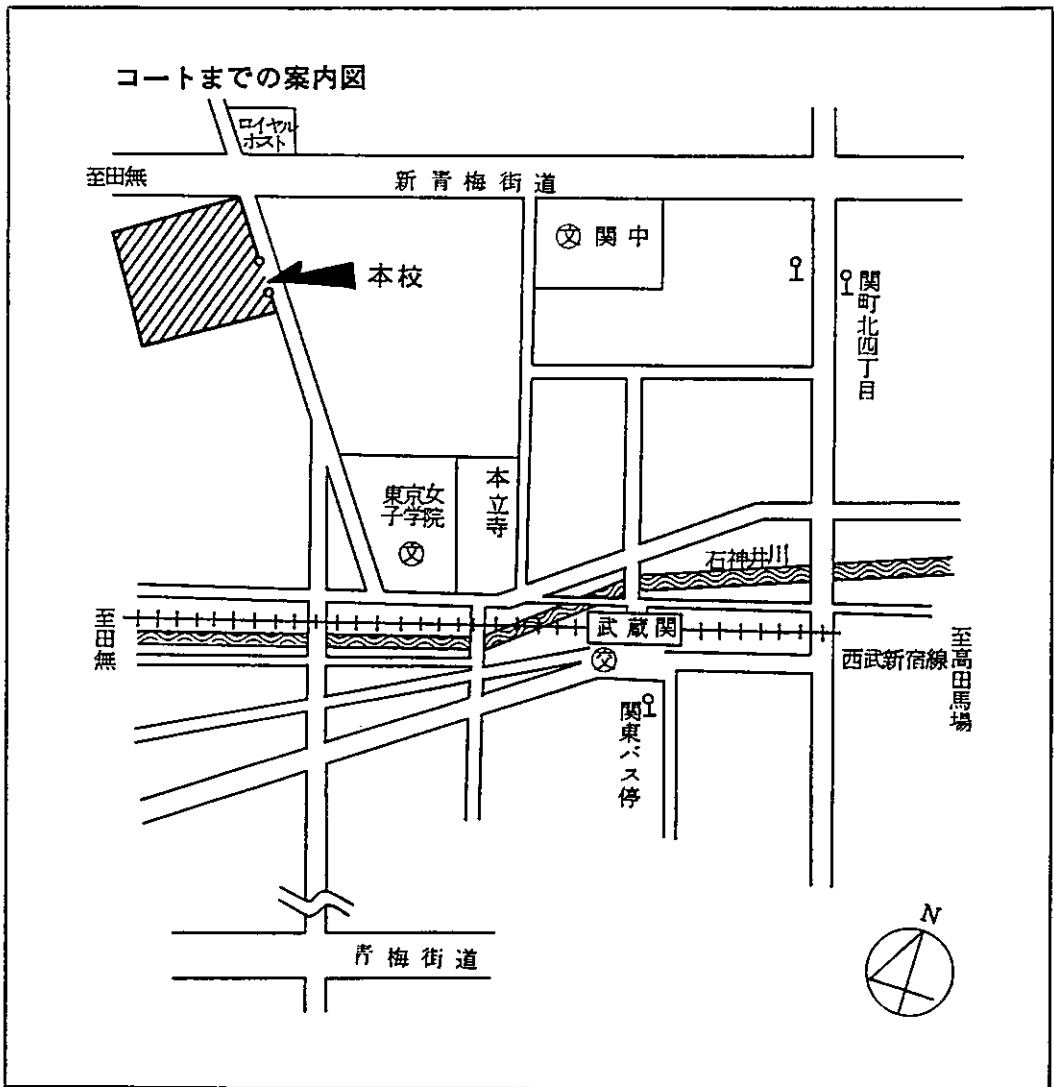 コートまでの案内図
ロイヤル
ホスト
至田無
新青梅街道
文 関中
本校
関町北四丁目
東京女
子学院
文
本立寺
石神井川
至田無
武蔵関
交
西武新宿線
至高田馬場
関東バス停
青梅街道
N